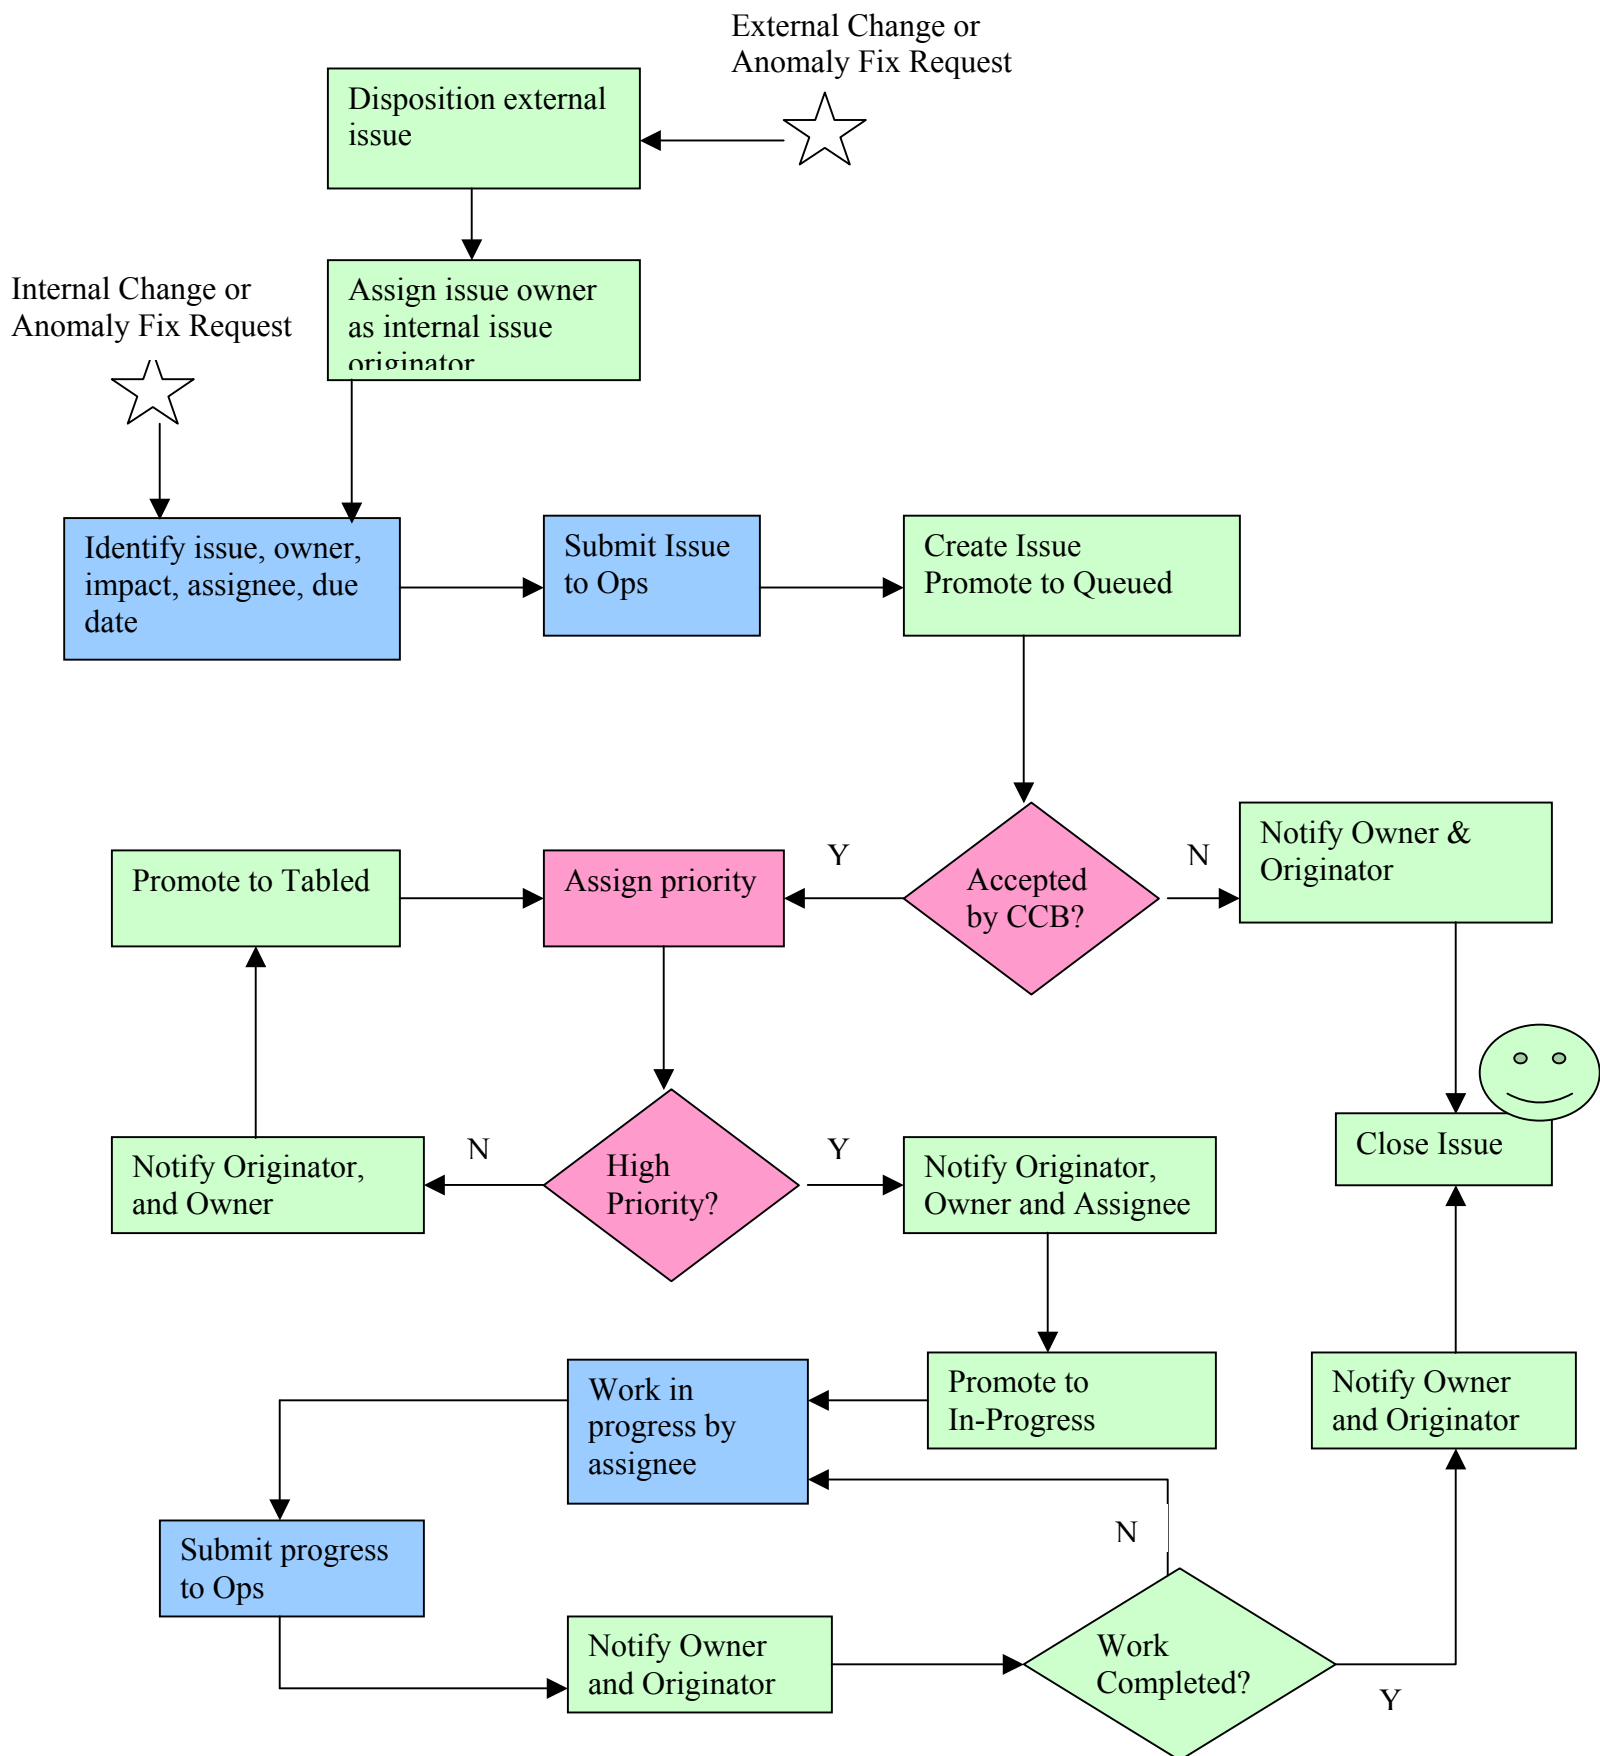 External Change or
Anomaly Fix Request
Disposition external
issue
Internal Change or
Anomaly Fix Request
Assign issue owner
as internal issue
originator
Identify issue, owner,
impact, assignee, due
date
Submit Issue
to Ops
Create Issue
Promote to Queued
Promote to Tabled
Assign priority
Y
Accepted
by CCB?
N
Notify Owner &
Originator
Notify Originator,
and Owner
N
High
Priority?
Y
Notify Originator,
Owner and Assignee
Close Issue
Work in
progress by
assignee
Promote to
In-Progress
Notify Owner
and Originator
Submit progress
to Ops
N
Notify Owner
and Originator
Work
Completed?
Y